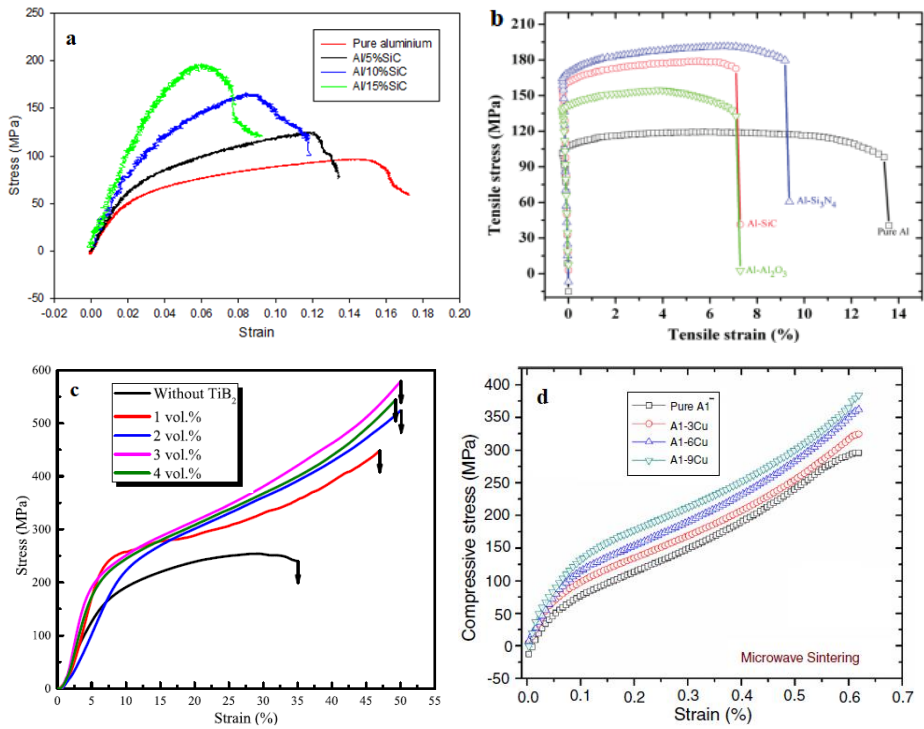 a
Pure aluminium
Al/5%SiC
Al/10%SiC
Al/15%SiC
Stress (MPa)
250
200
150
100
50
0
50
-0.02 0.00 0.02 0.04 0.06 0.08 0.10 0.12 0.14 0.16 0.18 0.20
Strain
b
Tensile stress (MPa)
210
180
150
120
90
60
30
0
Al-Si3N4
Al-SiC
Pure Al
Al-Al2O3
0 2 4 6 8 10 12 14
Tensile strain (%)
c
Without TiB2
1 vol.%
2 vol.%
3 vol.%
4 vol.%
Stress (MPa)
600
500
400
300
200
100
0
0 5 10 15 20 25 30 35 40 45 50 55
Strain (%)
d
Pure A1-
A1-3Cu
A1-6Cu
A1-9Cu
Compressive stress (MPa)
400
350
300
250
200
150
100
50
0
-50
Microwave Sintering
0.0 0.1 0.2 0.3 0.4 0.5 0.6 0.7
Strain (%)